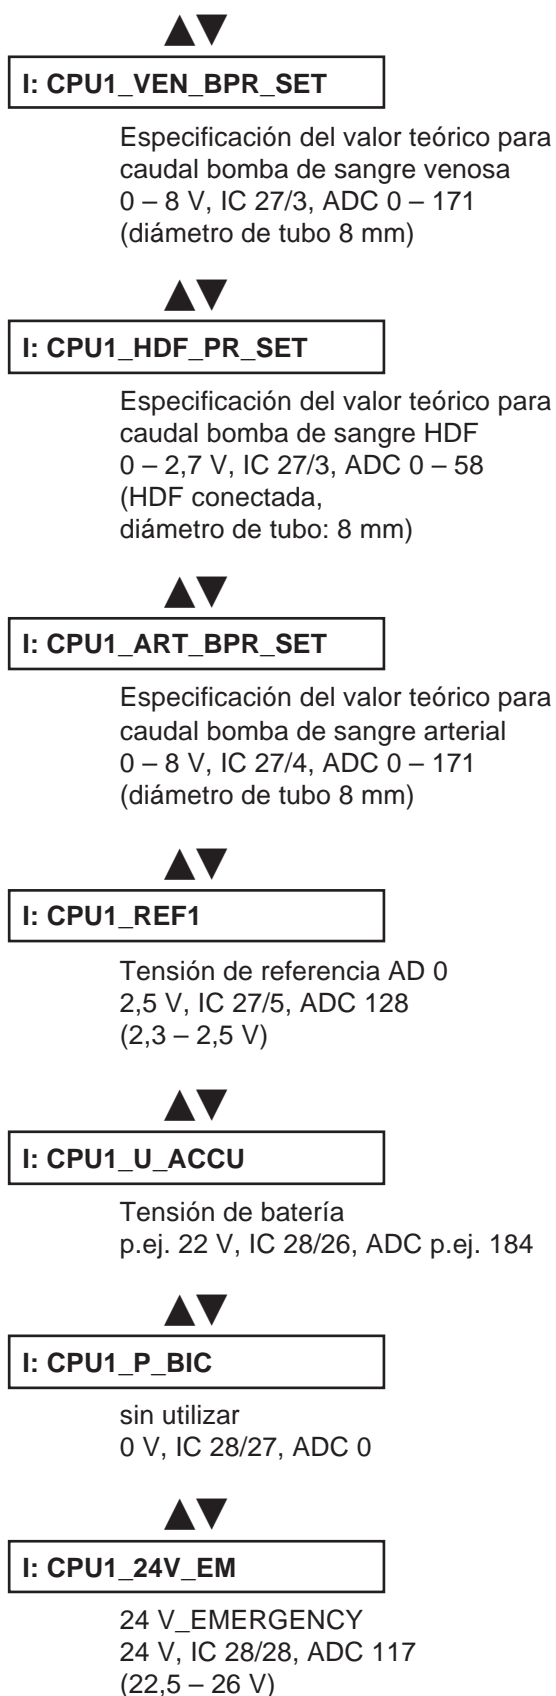 ▲▼
I: CPU1_VEN_BPR_SET
Especificación del valor teórico para
caudal bomba de sangre venosa
0 – 8 V, IC 27/3, ADC 0 – 171
(diámetro de tubo 8 mm)
▲▼
I: CPU1_HDF_PR_SET
Especificación del valor teórico para
caudal bomba de sangre HDF
0 – 2,7 V, IC 27/3, ADC 0 – 58
(HDF conectada,
diámetro de tubo: 8 mm)
▲▼
I: CPU1_ART_BPR_SET
Especificación del valor teórico para
caudal bomba de sangre arterial
0 – 8 V, IC 27/4, ADC 0 – 171
(diámetro de tubo 8 mm)
▲▼
I: CPU1_REF1
Tensión de referencia AD 0
2,5 V, IC 27/5, ADC 128
(2,3 – 2,5 V)
▲▼
I: CPU1_U_ACCU
Tensión de batería
p.ej. 22 V, IC 28/26, ADC p.ej. 184
▲▼
I: CPU1_P_BIC
sin utilizar
0 V, IC 28/27, ADC 0
▲▼
I: CPU1_24V_EM
24 V_EMERGENCY
24 V, IC 28/28, ADC 117
(22,5 – 26 V)